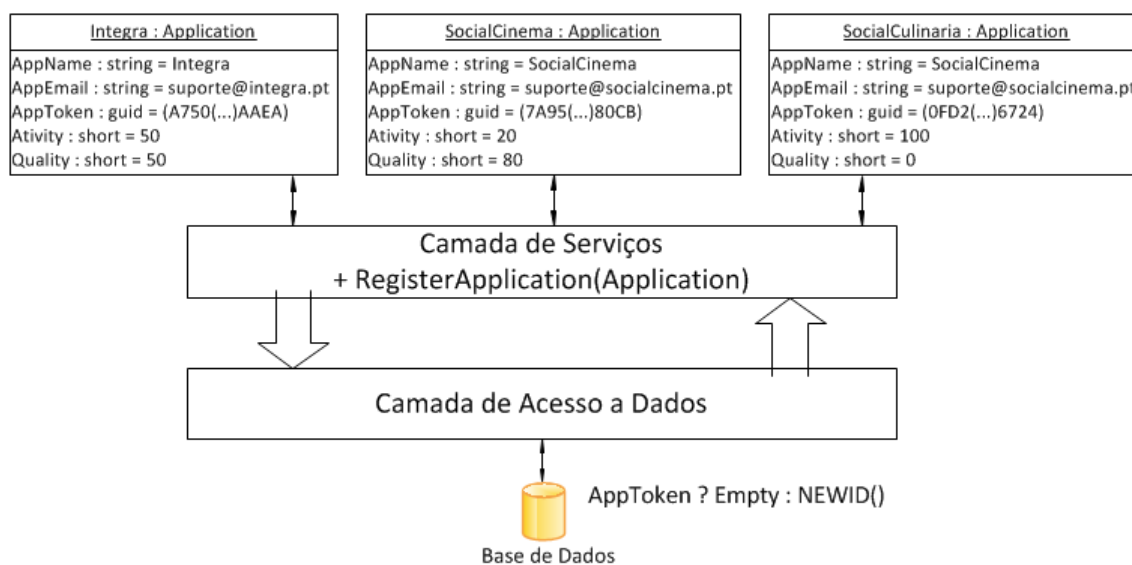 Integra : Application
AppName : string = Integra
AppEmail : string = suporte@integra.pt
AppToken : guid = (A750(...)AAEA)
Ativity : short = 50
Quality : short = 50
SocialCinema : Application
AppName : string = SocialCinema
AppEmail : string = suporte@socialcinema.pt
AppToken : guid = (7A95(...)80CB)
Ativity : short = 20
Quality : short = 80
SocialCulinaria : Application
AppName : string = SocialCinema
AppEmail : string = suporte@socialcinema.pt
AppToken : guid = (0FD2(...)6724)
Ativity : short = 100
Quality : short = 0
Camada de Serviços
+ RegisterApplication(Application)
Camada de Acesso a Dados
AppToken ? Empty : NEWID()
Base de Dados